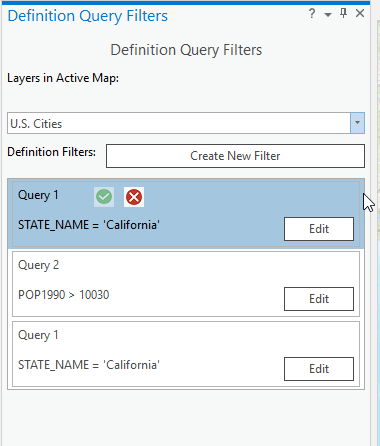 Definition Query Filters
Definition Query Filters
Layers in Active Map:
U.S. Cities
Definition Filters:
Create New Filter
Query 1
STATE_NAME = 'California'
Edit
Query 2
POP1990 > 10030
Edit
Query 1
STATE_NAME = 'California'
Edit